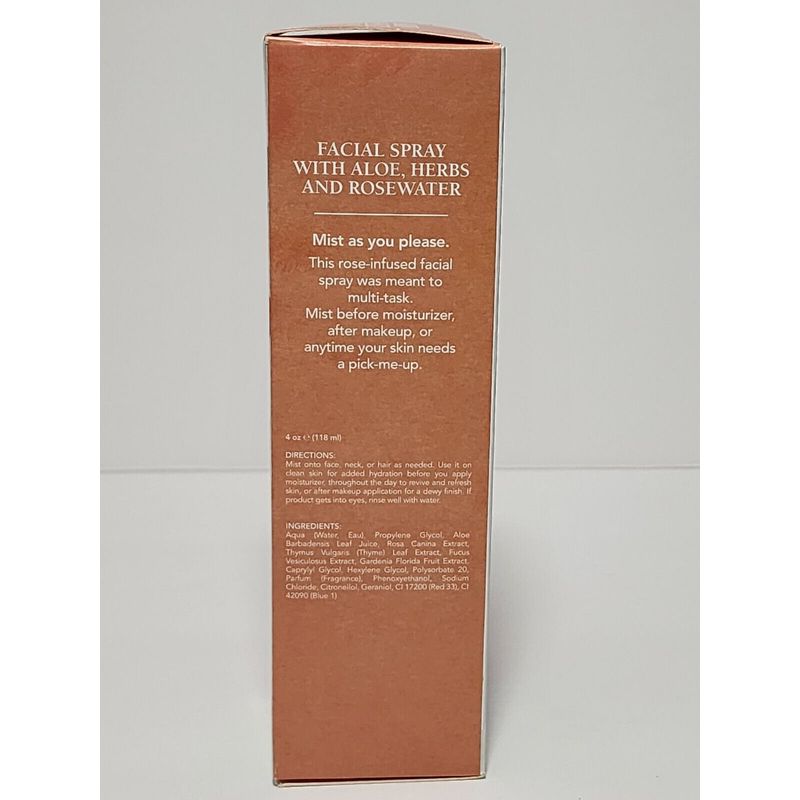 FACIAL SPRAY
WITH ALOE, HERBS
AND ROSEWATER
Mist as you please.
This rose-infused facial
spray was meant to
multi-task.
Mist before moisturizer,
after makeup, or
anytime your skin needs
a pick-me-up.
4 oz ℮ (118 ml)
DIRECTIONS:
Mist onto face, neck, or hair as needed. Use it on
clean skin for added hydration before you apply
moisturizer, throughout the day to revive and refresh
skin, or after makeup application for a dewy finish. If
product gets into eyes, rinse well with water.
INGREDIENTS:
Aqua (Water, Eau), Propylene Glycol, Aloe
Barbadensis Leaf Juice, Rosa Canina Extract,
Thymus Vulgaris (Thyme) Leaf Extract, Fucus
Vesiculosus Extract, Gardenia Florida Fruit Extract,
Caprylyl Glycol, Hexylene Glycol, Polysorbate 20,
Parfum (Fragrance), Phenoxyethanol, Sodium
Chloride, Citronellol, Geraniol, CI 17200 (Red 33), CI
42090 (Blue 1)